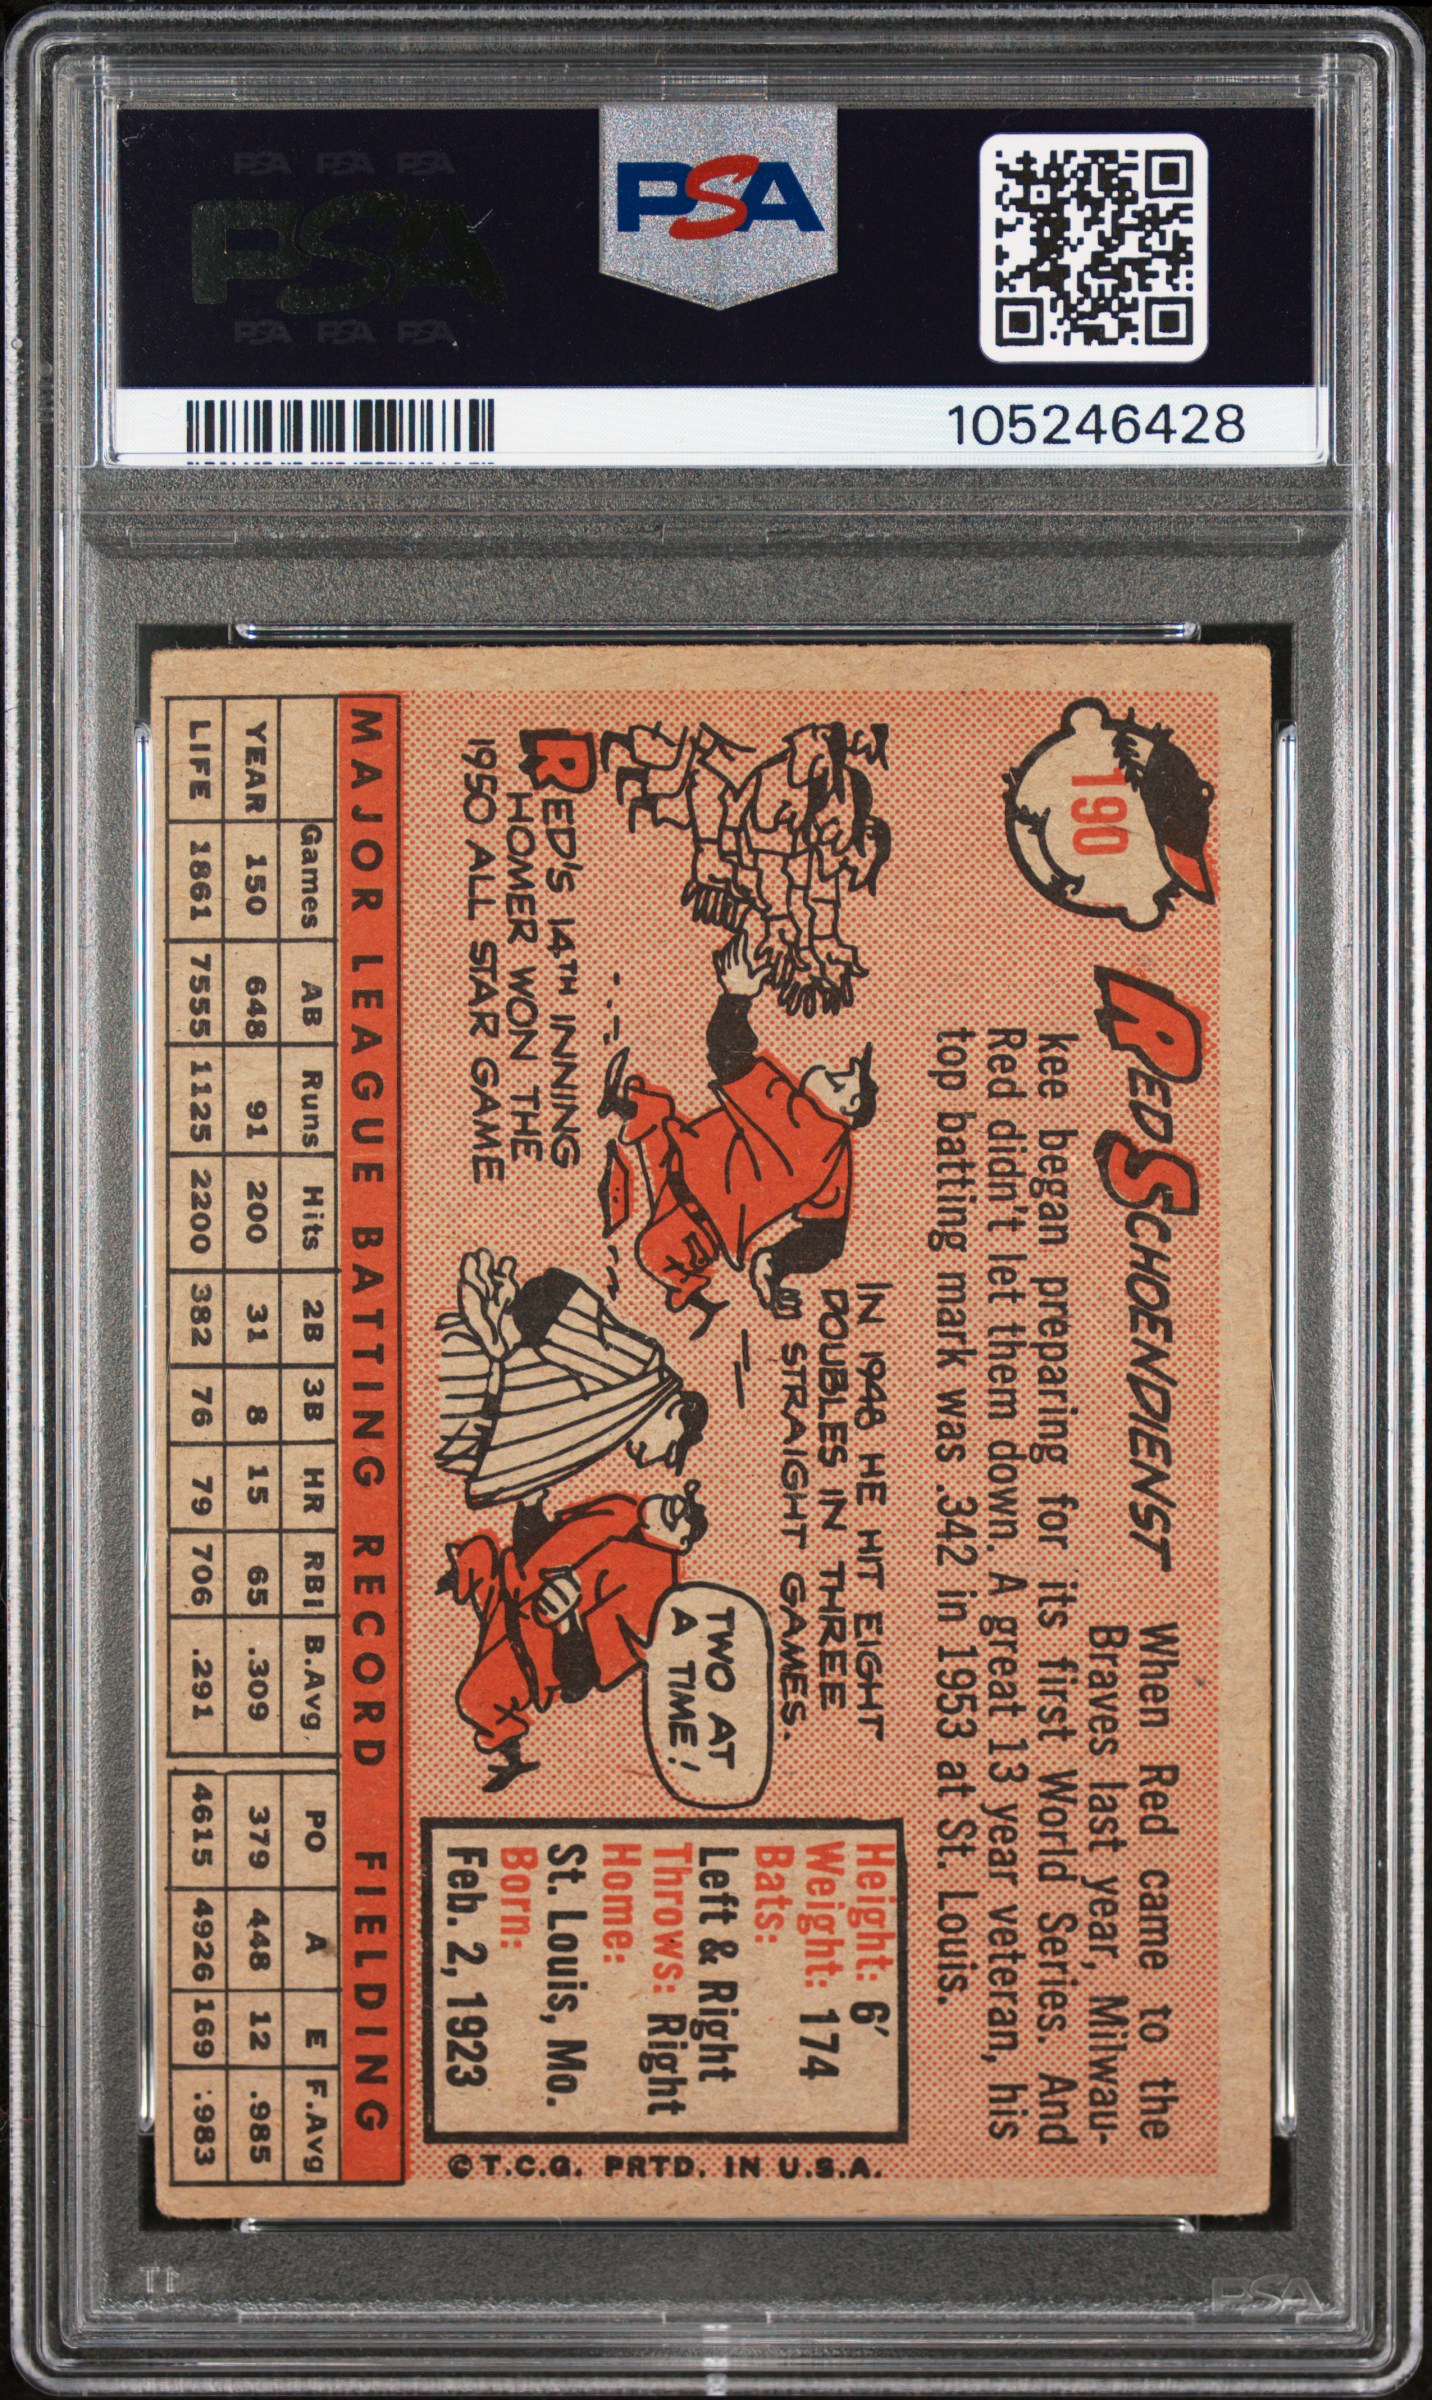 PSA PSA PSA
PSA
PSA PSA PSA
PSA
105246428
190
RED SCHOENDIENST
When Red came to the
Braves last year, Milwau-
kee began preparing for its first World Series. And
Red didn't let them down. A great 13 year veteran, his
top batting mark was .342 in 1953 at St. Louis.
IN 1948 HE HIT EIGHT
DOUBLES IN THREE
STRAIGHT GAMES.
RED'S 14TH INNING
HOMER WON THE
1950 ALL STAR GAME
TWO AT
A TIME!
Height: 6'
Weight: 174
Bats:
Left & Right
Throws: Right
Home:
St. Louis, Mo.
Born:
Feb. 2, 1923
©T.C.G. PRTD. IN U.S.A.
MAJOR LEAGUE BATTING RECORD FIELDING
Games AB Runs Hits 2B 3B HR RBI B.Avg. PO A E F.Avg
YEAR 150 648 91 200 31 8 15 65 .309 379 448 12 .985
LIFE 1861 7555 1125 2200 382 76 79 706 .291 4615 4926 169 .983
PSA